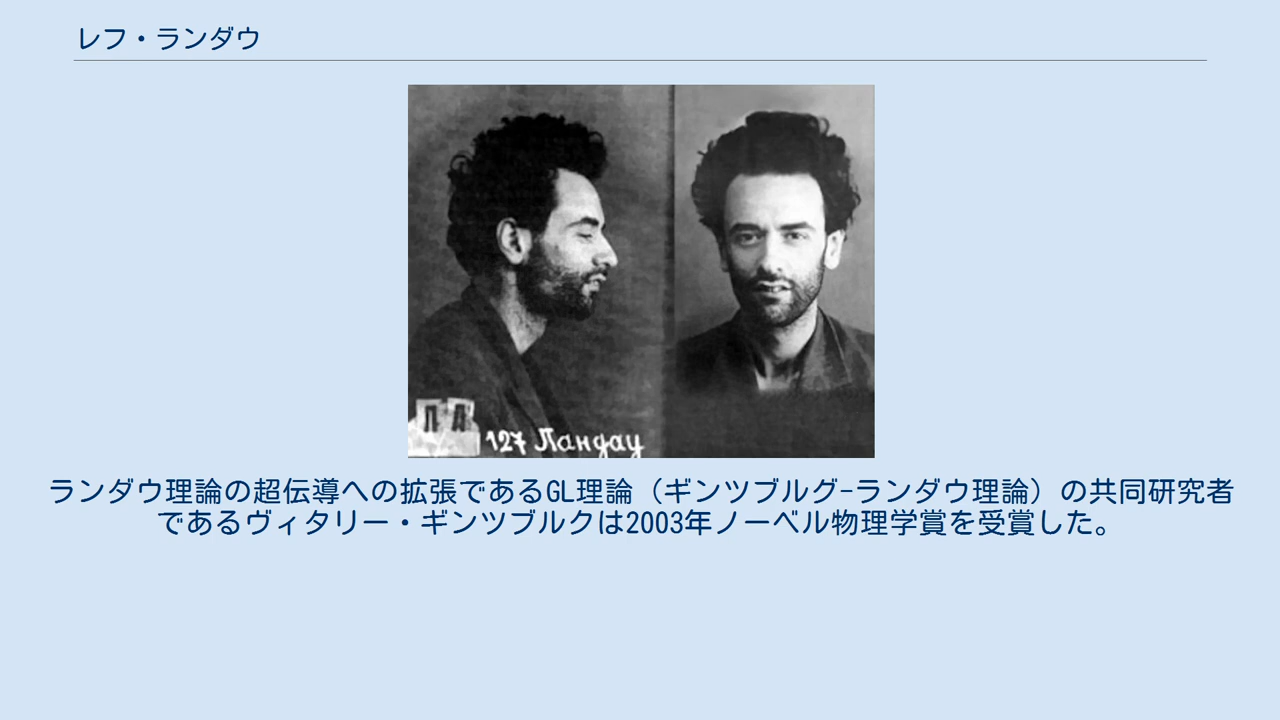 レフ・ランダウ
Л Д
127 Ландау
ランダウ理論の超伝導への拡張であるGL理論（ギンツブルグ-ランダウ理論）の共同研究者
であるヴィタリー・ギンツブルクは2003年ノーベル物理学賞を受賞した。